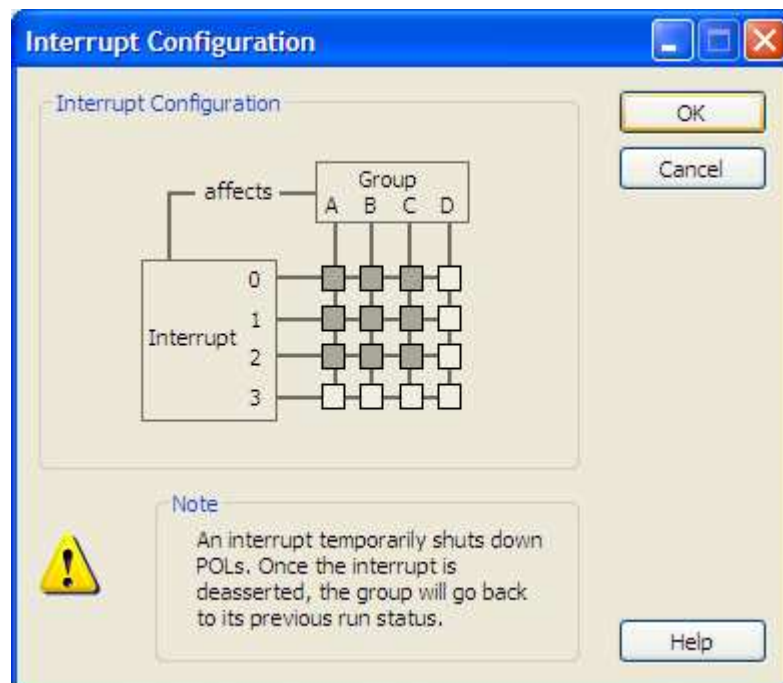 Interrupt Configuration
Interrupt Configuration
OK
Cancel
affects
Group
A B C D
0
1
Interrupt
2
3
Note
An interrupt temporarily shuts down
POLs. Once the interrupt is
deasserted, the group will go back
to its previous run status.
Help